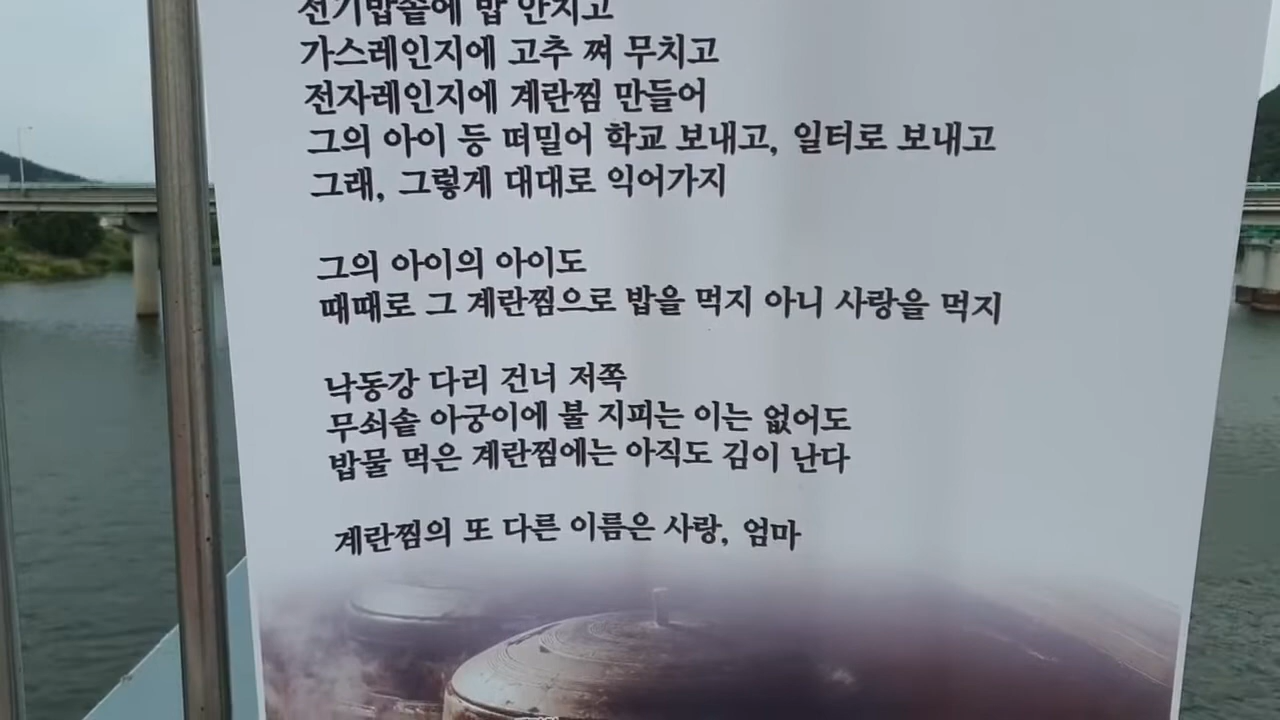 전기밥솥에 밥 안치고
가스레인지에 고추 쪄 무치고
전자레인지에 계란찜 만들어
그의 아이 등 떠밀어 학교 보내고, 일터로 보내고
그래, 그렇게 대대로 익어가지
그의 아이의 아이도
때때로 그 계란찜으로 밥을 먹지 아니 사랑을 먹지
낙동강 다리 건너 저쪽
무쇠솥 아궁이에 불 지피는 이는 없어도
밥물 먹은 계란찜에는 아직도 김이 난다
계란찜의 또 다른 이름은 사랑, 엄마